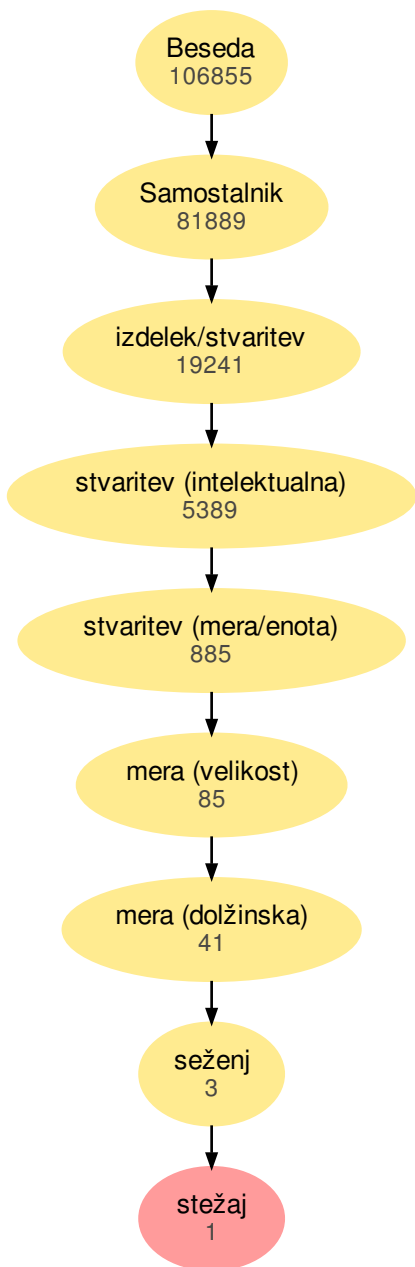 Beseda
106855
Samostalnik
81889
izdelek/stvaritev
19241
stvaritev (intelektualna)
5389
stvaritev (mera/enota)
885
mera (velikost)
85
mera (dolžinska)
41
seženj
3
stežaj
1